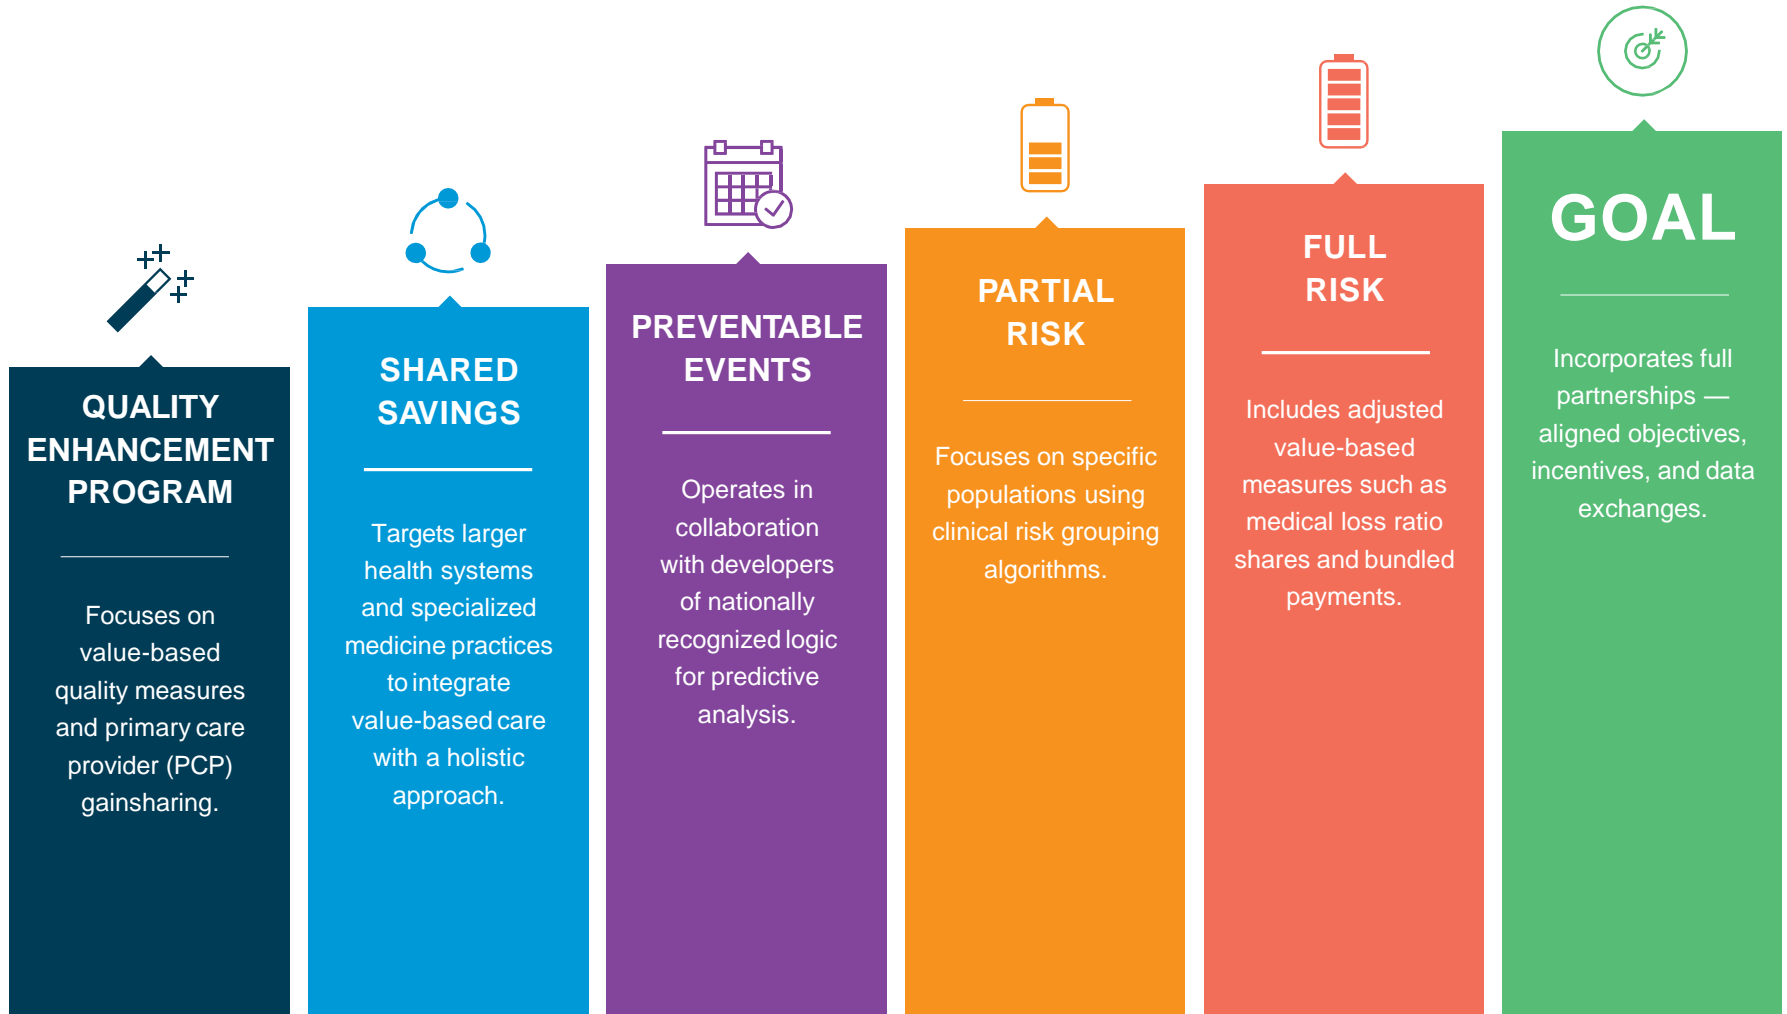 QUALITY
ENHANCEMENT
PROGRAM
Focuses on
value-based
quality measures
and primary care
provider (PCP)
gainsharing.
SHARED
SAVINGS
Targets larger
health systems
and specialized
medicine practices
to integrate
value-based care
with a holistic
approach.
PREVENTABLE
EVENTS
Operates in
collaboration
with developers
of nationally
recognized logic
for predictive
analysis.
PARTIAL
RISK
Focuses on specific
populations using
clinical risk grouping
algorithms.
FULL
RISK
Includes adjusted
value-based
measures such as
medical loss ratio
shares and bundled
payments.
GOAL
Incorporates full
partnerships —
aligned objectives,
incentives, and data
exchanges.